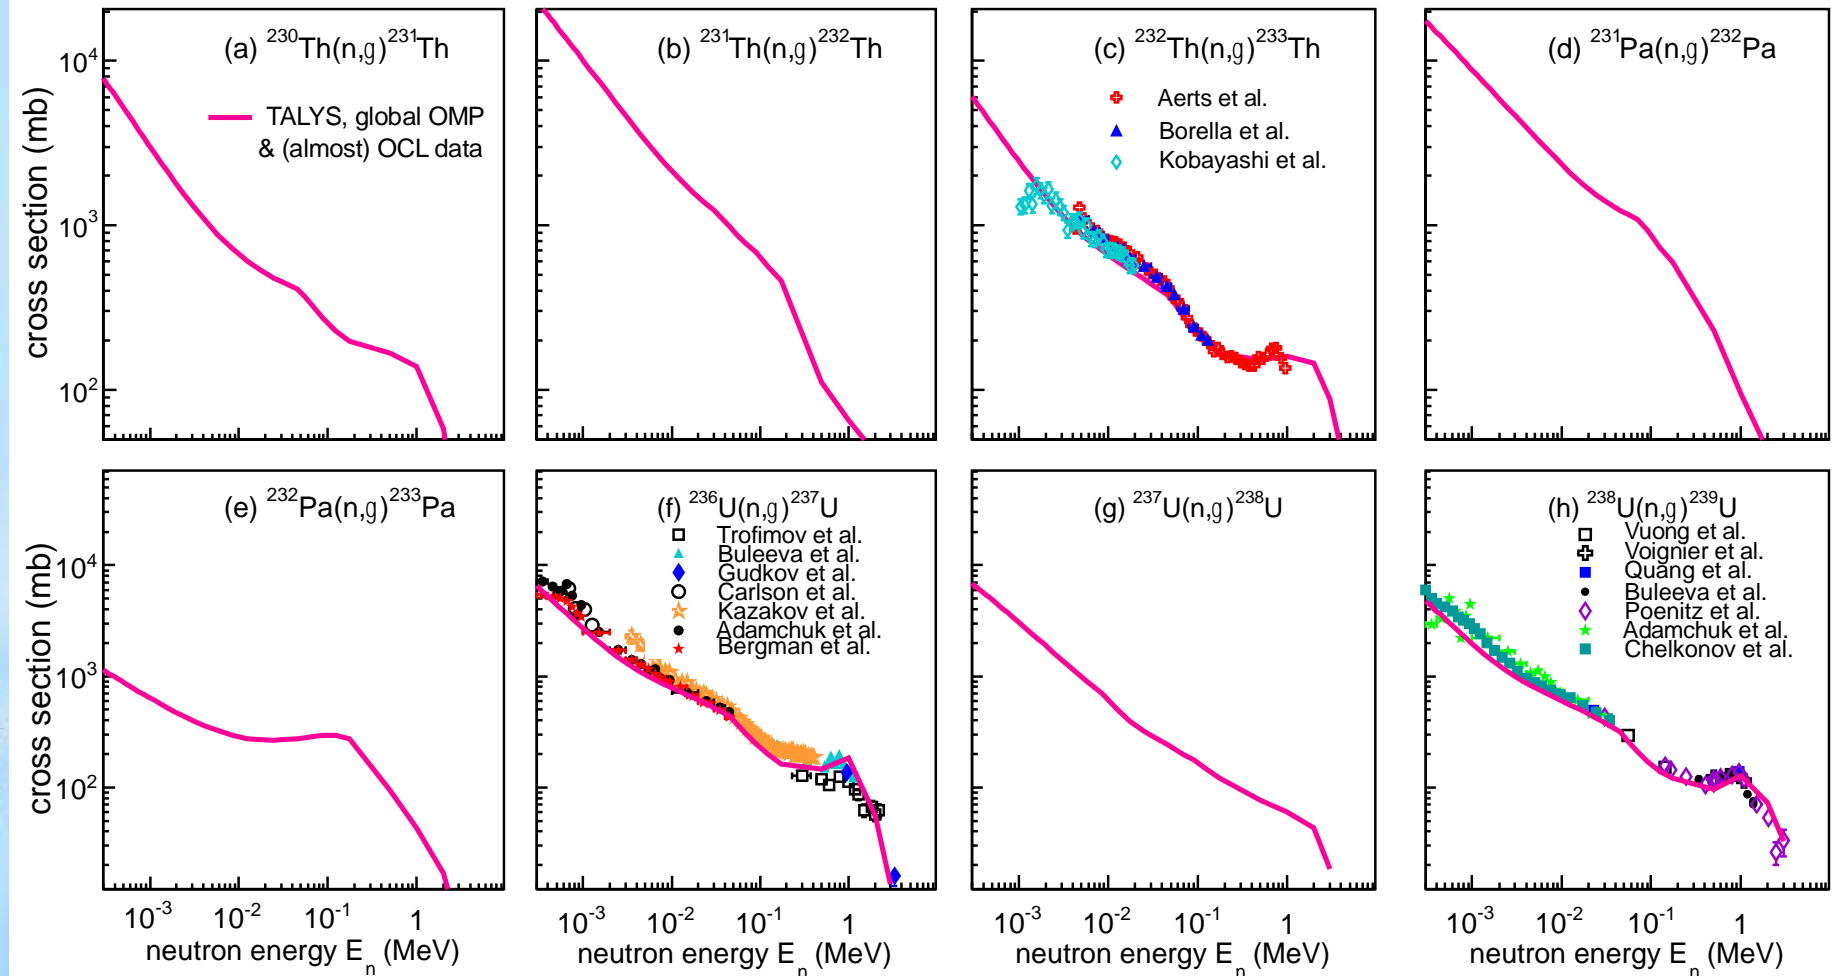 (a) ²³⁰Th(n,g)²³¹Th
TALYS, global OMP
& (almost) OCL data
(b) ²³¹Th(n,g)²³²Th
(c) ²³²Th(n,g)²³³Th
Aerts et al.
Borella et al.
Kobayashi et al.
(d) ²³¹Pa(n,g)²³²Pa
cross section (mb)
10⁴
10³
10²
(e) ²³²Pa(n,g)²³³Pa
(f) ²³⁶U(n,g)²³⁷U
Trofimov et al.
Buleeva et al.
Gudkov et al.
Carlson et al.
Kazakov et al.
Adamchuk et al.
Bergman et al.
(g) ²³⁷U(n,g)²³⁸U
(h) ²³⁸U(n,g)²³⁹U
Vuong et al.
Voignier et al.
Quang et al.
Buleeva et al.
Poenitz et al.
Adamchuk et al.
Chelkonov et al.
cross section (mb)
10⁴
10³
10²
10⁻³ 10⁻² 10⁻¹ 1
neutron energy Eₙ (MeV)
10⁻³ 10⁻² 10⁻¹ 1
neutron energy Eₙ (MeV)
10⁻³ 10⁻² 10⁻¹ 1
neutron energy Eₙ (MeV)
10⁻³ 10⁻² 10⁻¹ 1
neutron energy Eₙ (MeV)